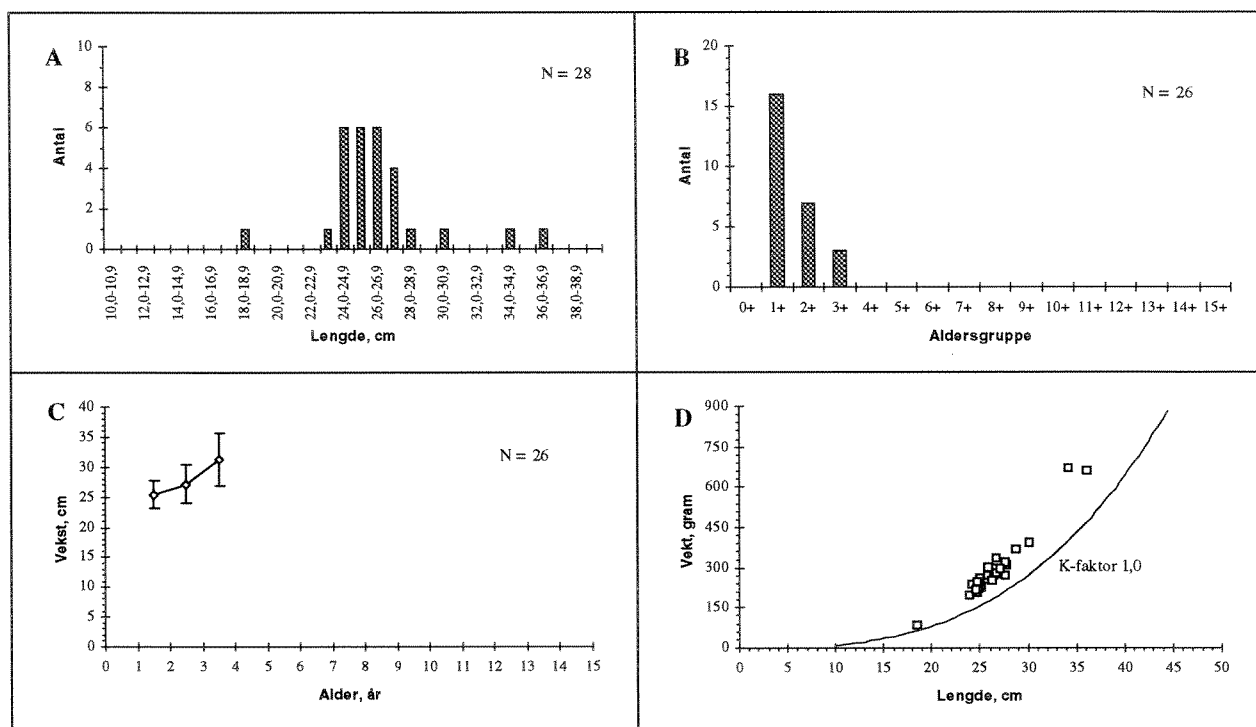 A
N = 28
Antal
10
8
6
4
2
0
10,0-10,9
12,0-12,9
14,0-14,9
16,0-16,9
18,0-18,9
20,0-20,9
22,0-22,9
24,0-24,9
26,0-26,9
28,0-28,9
30,0-30,9
32,0-32,9
34,0-34,9
36,0-36,9
38,0-38,9
Lengde, cm
B
N = 26
Antal
20
15
10
5
0
0+ 1+ 2+ 3+ 4+ 5+ 6+ 7+ 8+ 9+ 10+ 11+ 12+ 13+ 14+ 15+
Aldersgruppe
C
N = 26
Vekst, cm
40
35
30
25
20
15
10
5
0
0 1 2 3 4 5 6 7 8 9 10 11 12 13 14 15
Alder, år
D
Vekt, gram
900
750
600
450
300
150
0
K-faktor 1,0
0 5 10 15 20 25 30 35 40 45 50
Lengde, cm